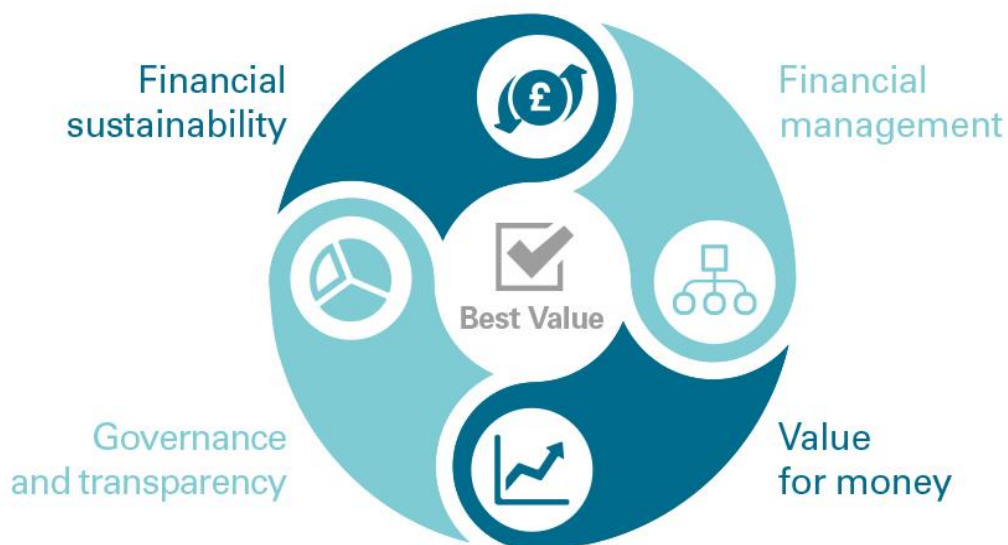 Financial
sustainability
£
Financial
management
Best Value
Governance
and transparency
Value
for money